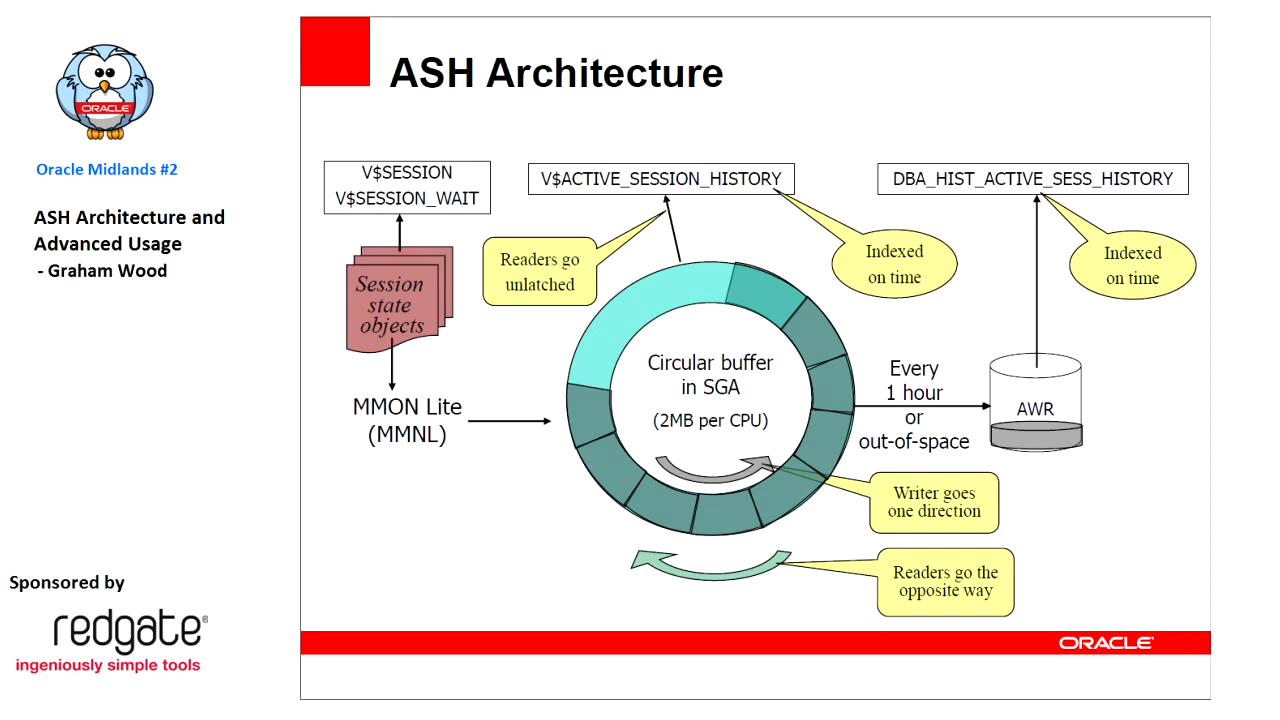 ORACLE
Oracle Midlands #2
ASH Architecture and
Advanced Usage
- Graham Wood
Sponsored by
redgate®
ingeniously simple tools
ASH Architecture
V$SESSION
V$SESSION_WAIT
V$ACTIVE_SESSION_HISTORY
DBA_HIST_ACTIVE_SESS_HISTORY
Readers go
unlatched
Indexed
on time
Indexed
on time
Session
state
objects
MMON Lite
(MMNL)
Circular buffer
in SGA
(2MB per CPU)
Every
1 hour
or
out-of-space
AWR
Writer goes
one direction
Readers go the
opposite way
ORACLE